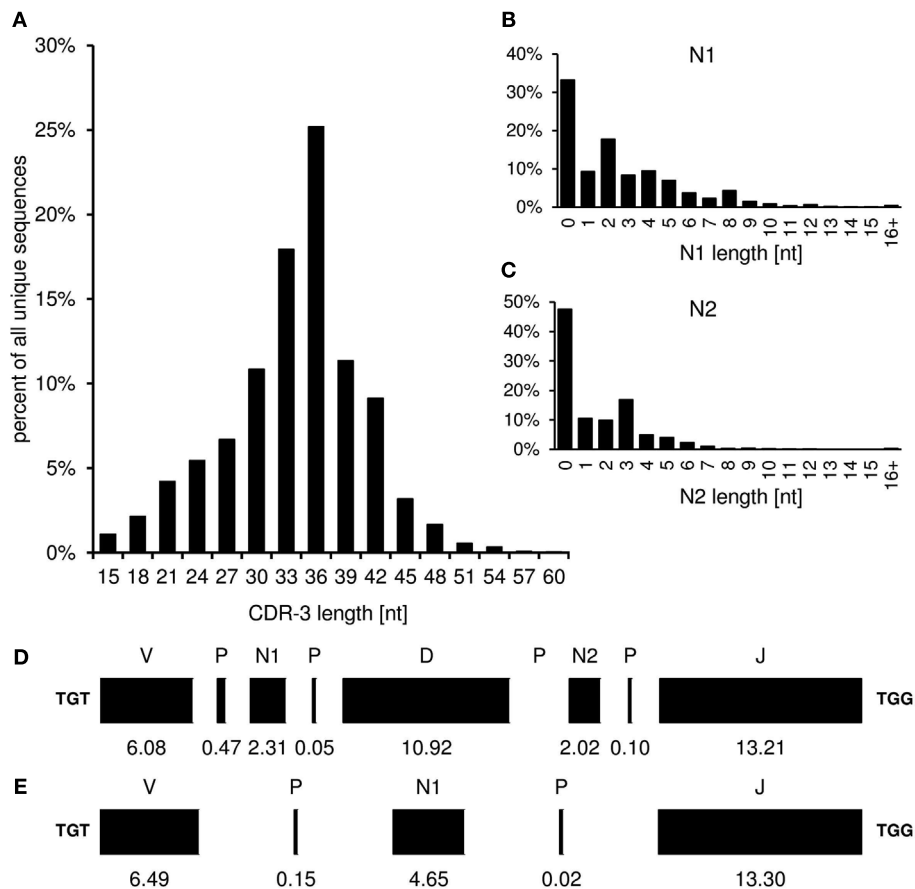 A
30%
25%
20%
15%
10%
5%
0%
percent of all unique sequences
15 18 21 24 27 30 33 36 39 42 45 48 51 54 57 60
CDR-3 length [nt]
B
N1
40%
30%
20%
10%
0%
0 1 2 3 4 5 6 7 8 9 10 11 12 13 14 15 16+
N1 length [nt]
C
N2
50%
40%
30%
20%
10%
0%
0 1 2 3 4 5 6 7 8 9 10 11 12 13 14 15 16+
N2 length [nt]
D
V P N1 P D P N2 P J
TGT TGG
6.08 0.47 2.31 0.05 10.92 2.02 0.10 13.21
E
V P N1 P J
TGT TGG
6.49 0.15 4.65 0.02 13.30